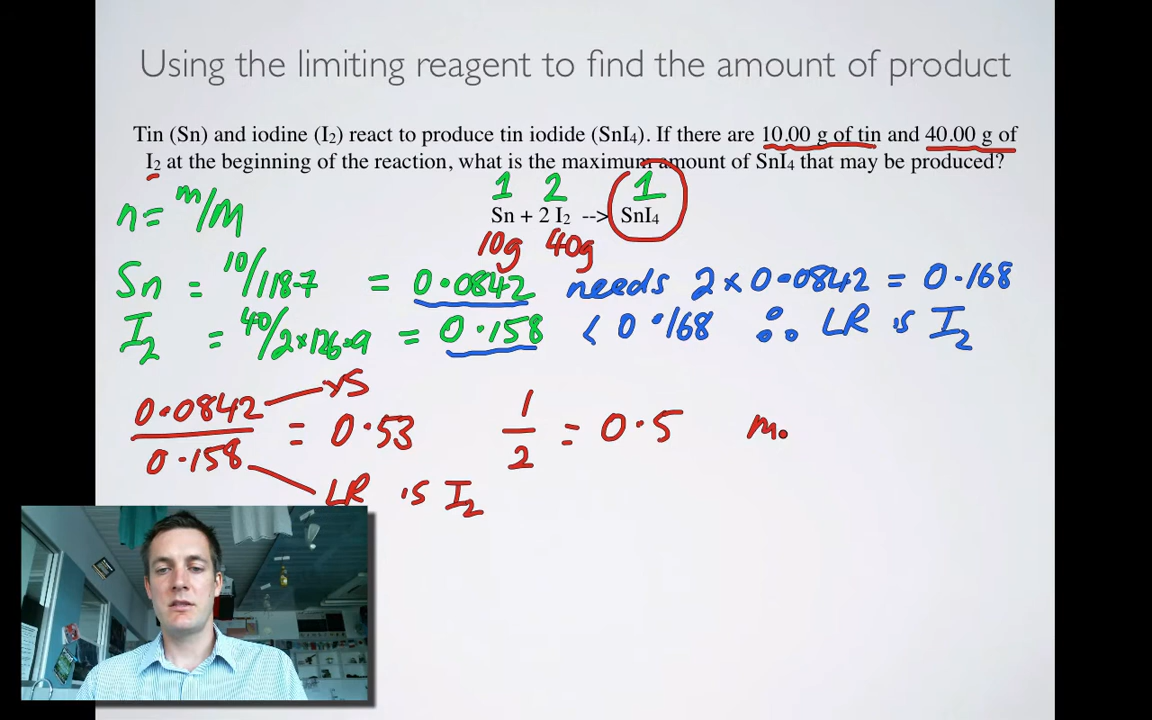 Using the limiting reagent to find the amount of product
Tin (Sn) and iodine (I₂) react to produce tin iodide (SnI₄). If there are 10.00 g of tin and 40.00 g of
I₂ at the beginning of the reaction, what is the maximum amount of SnI₄ that may be produced?
1 2 1
n = m/M Sn + 2 I₂ --> SnI₄
10g 40g
Sn = 10/118.7 = 0.0842 needs 2 × 0.0842 = 0.168
I₂ = 40/2×126.9 = 0.158 < 0.168 ∴ LR is I₂
0.0842 xs
/ 0.158 = 0.53 1/2 = 0.5 mo
LR is I₂